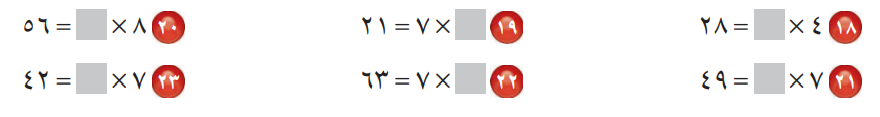 ١٨ ٤ × □ = ٢٨ ١٩ □ × ٧ = ٢١ ٢٠ ٨ × □ = ٥٦
٢١ ٧ × □ = ٤٩ ٢٢ □ × ٧ = ٦٣ ٢٣ ٧ × □ = ٤٢